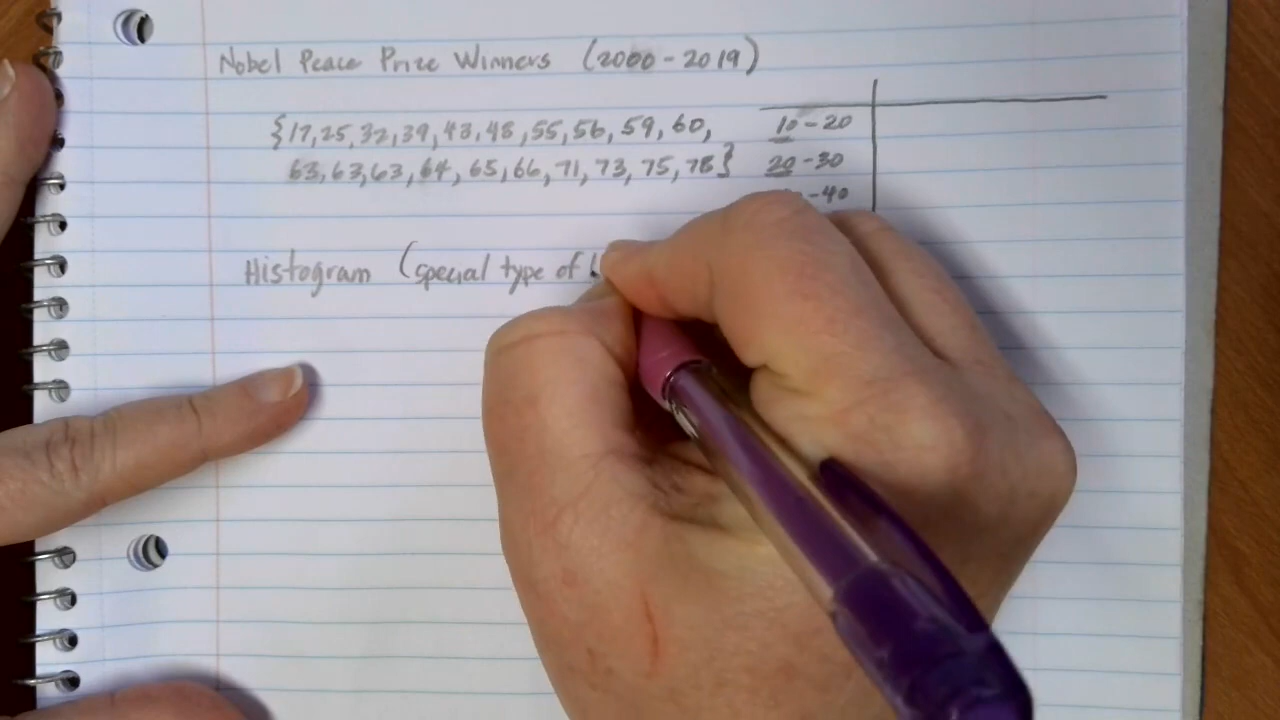 Nobel Peace Prize Winners (2000-2019)
{17,25,32,39,43,48,55,56,59,60,
63,63,63,64,65,66,71,73,75,78}
10-20
20-30
-40
Histogram (special type of